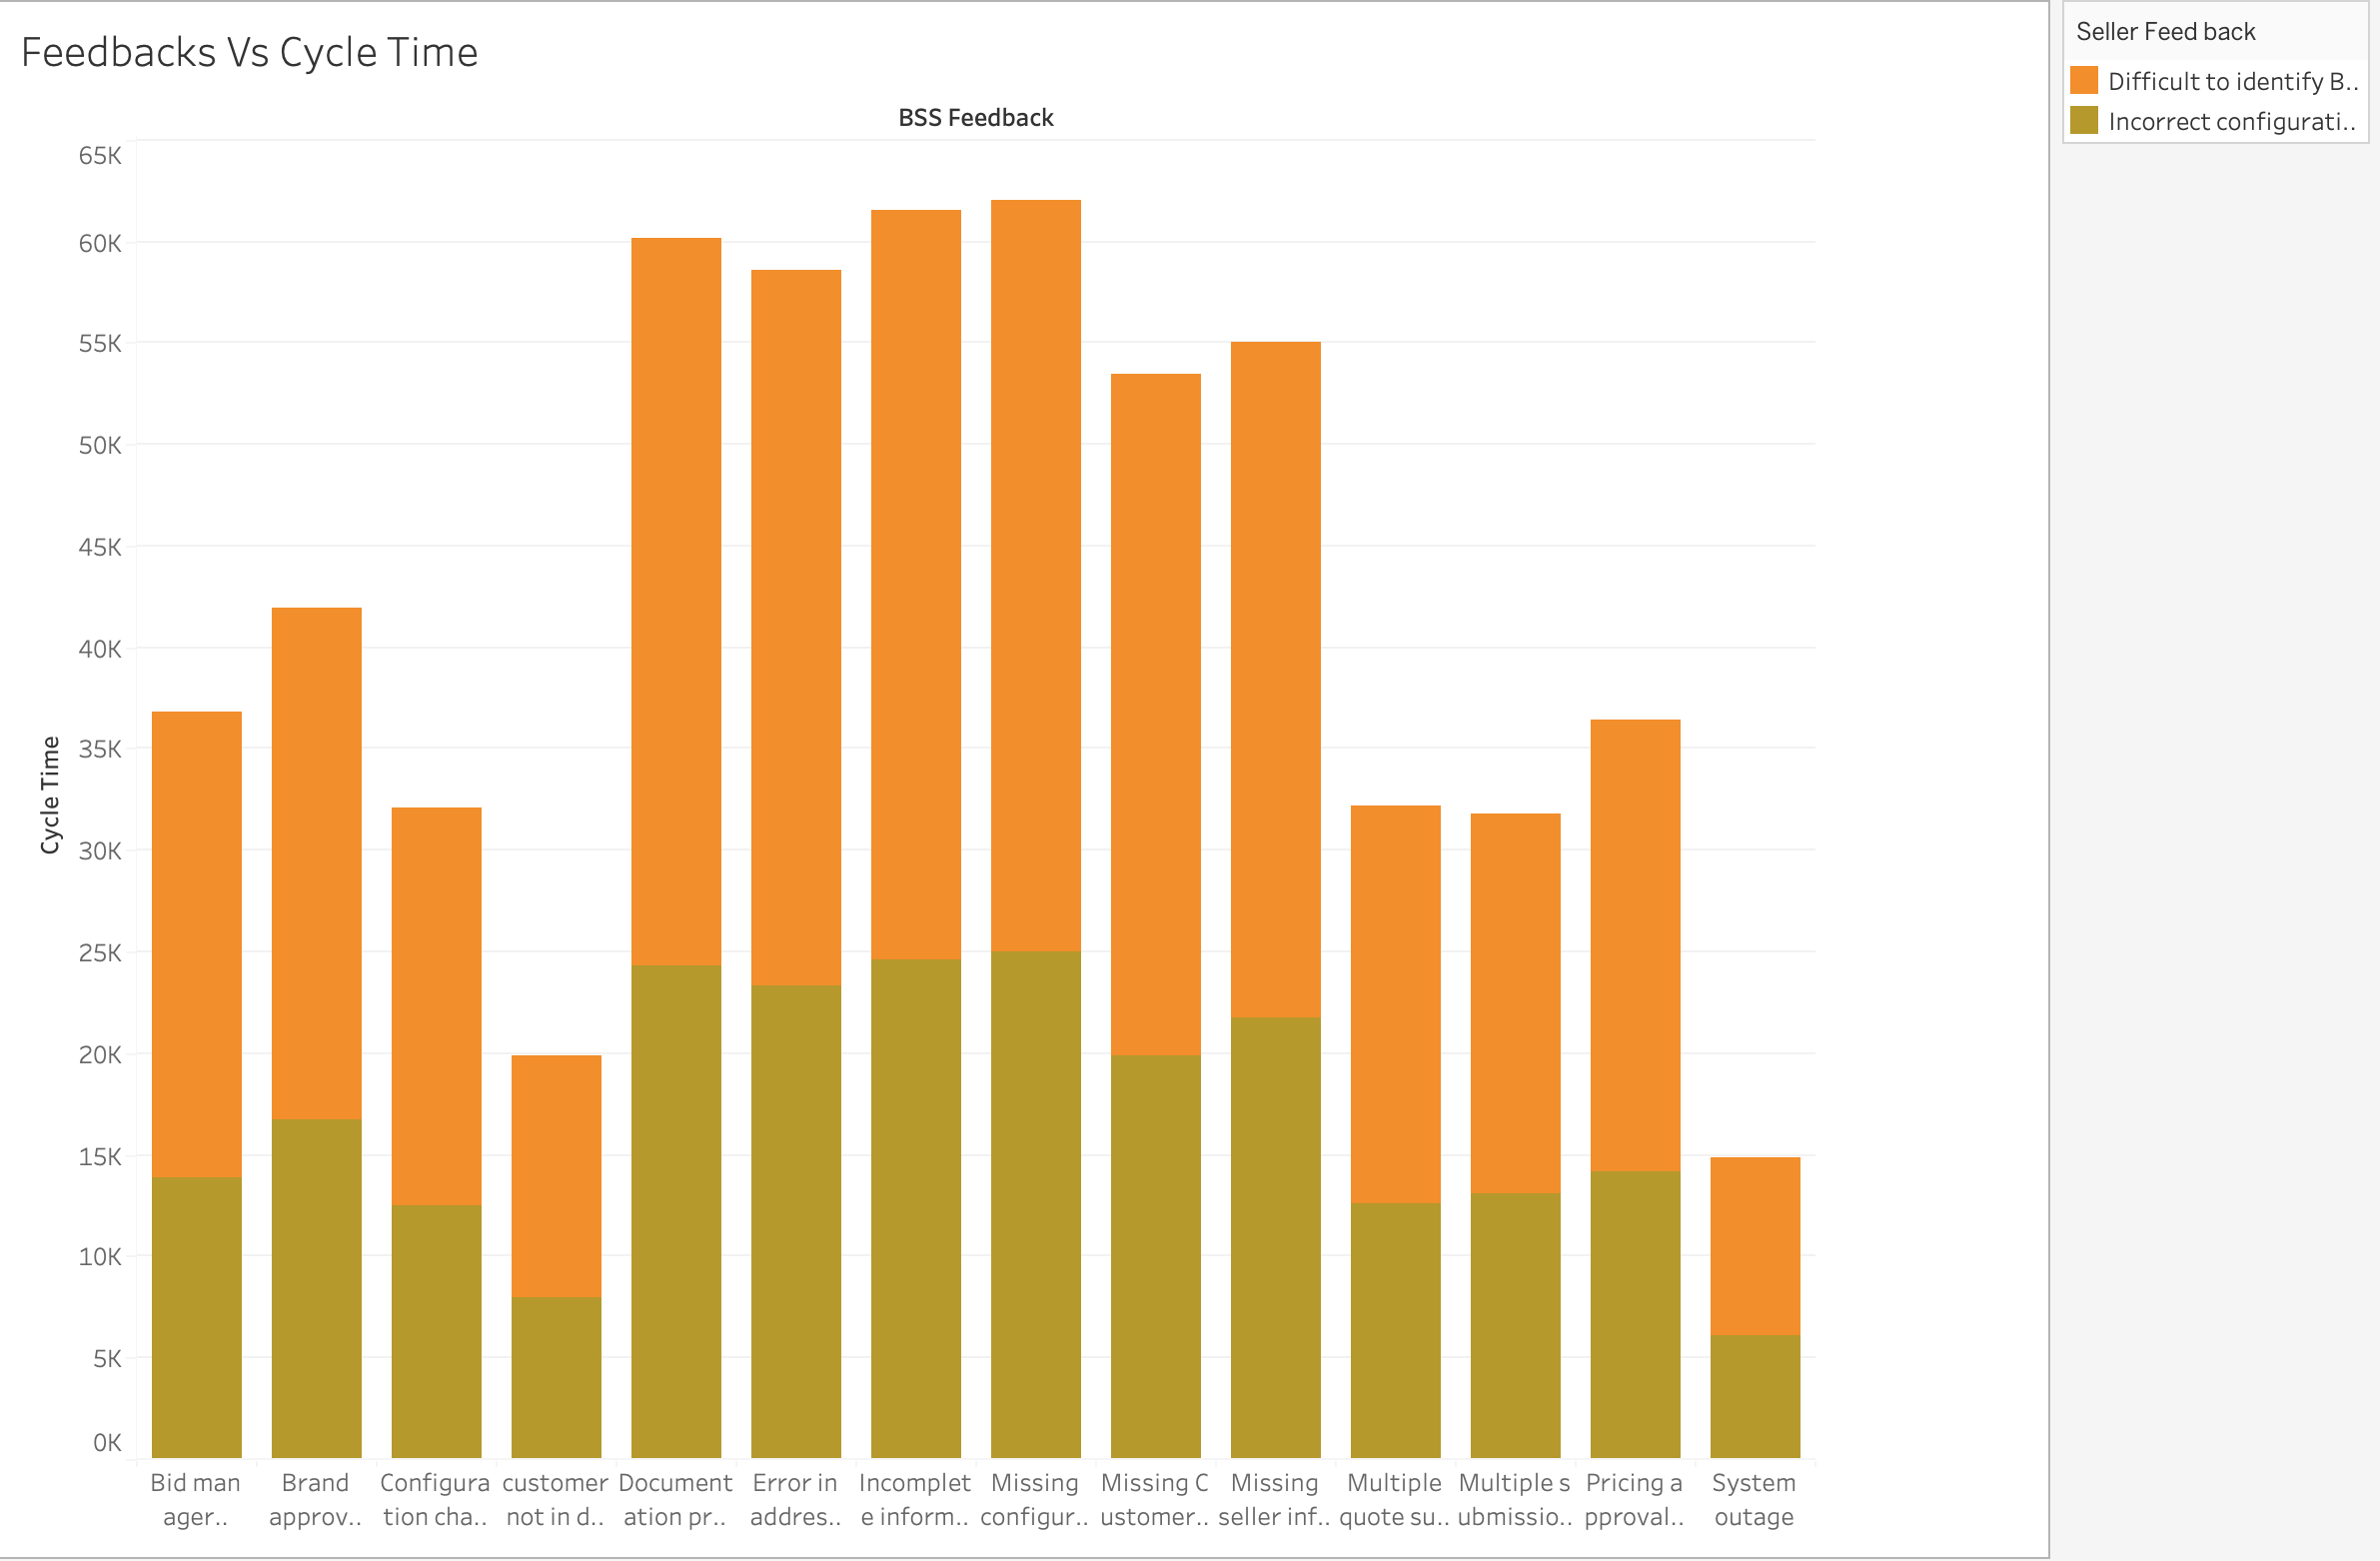 Feedbacks Vs Cycle Time
BSS Feedback
65K
60K
55K
50K
45K
40K
35K
30K
25K
20K
15K
10K
5K
0K
Cycle Time
Bid man
ager..
Brand
approv..
Configura
tion cha..
customer
not in d..
Document
ation pr..
Error in
addres..
Incomplet
e inform..
Missing
configur..
Missing C
ustomer..
Missing
seller inf..
Multiple
quote su..
Multiple s
ubmissio..
Pricing a
pproval..
System
outage
Seller Feed back
Difficult to identify B..
Incorrect configurati..